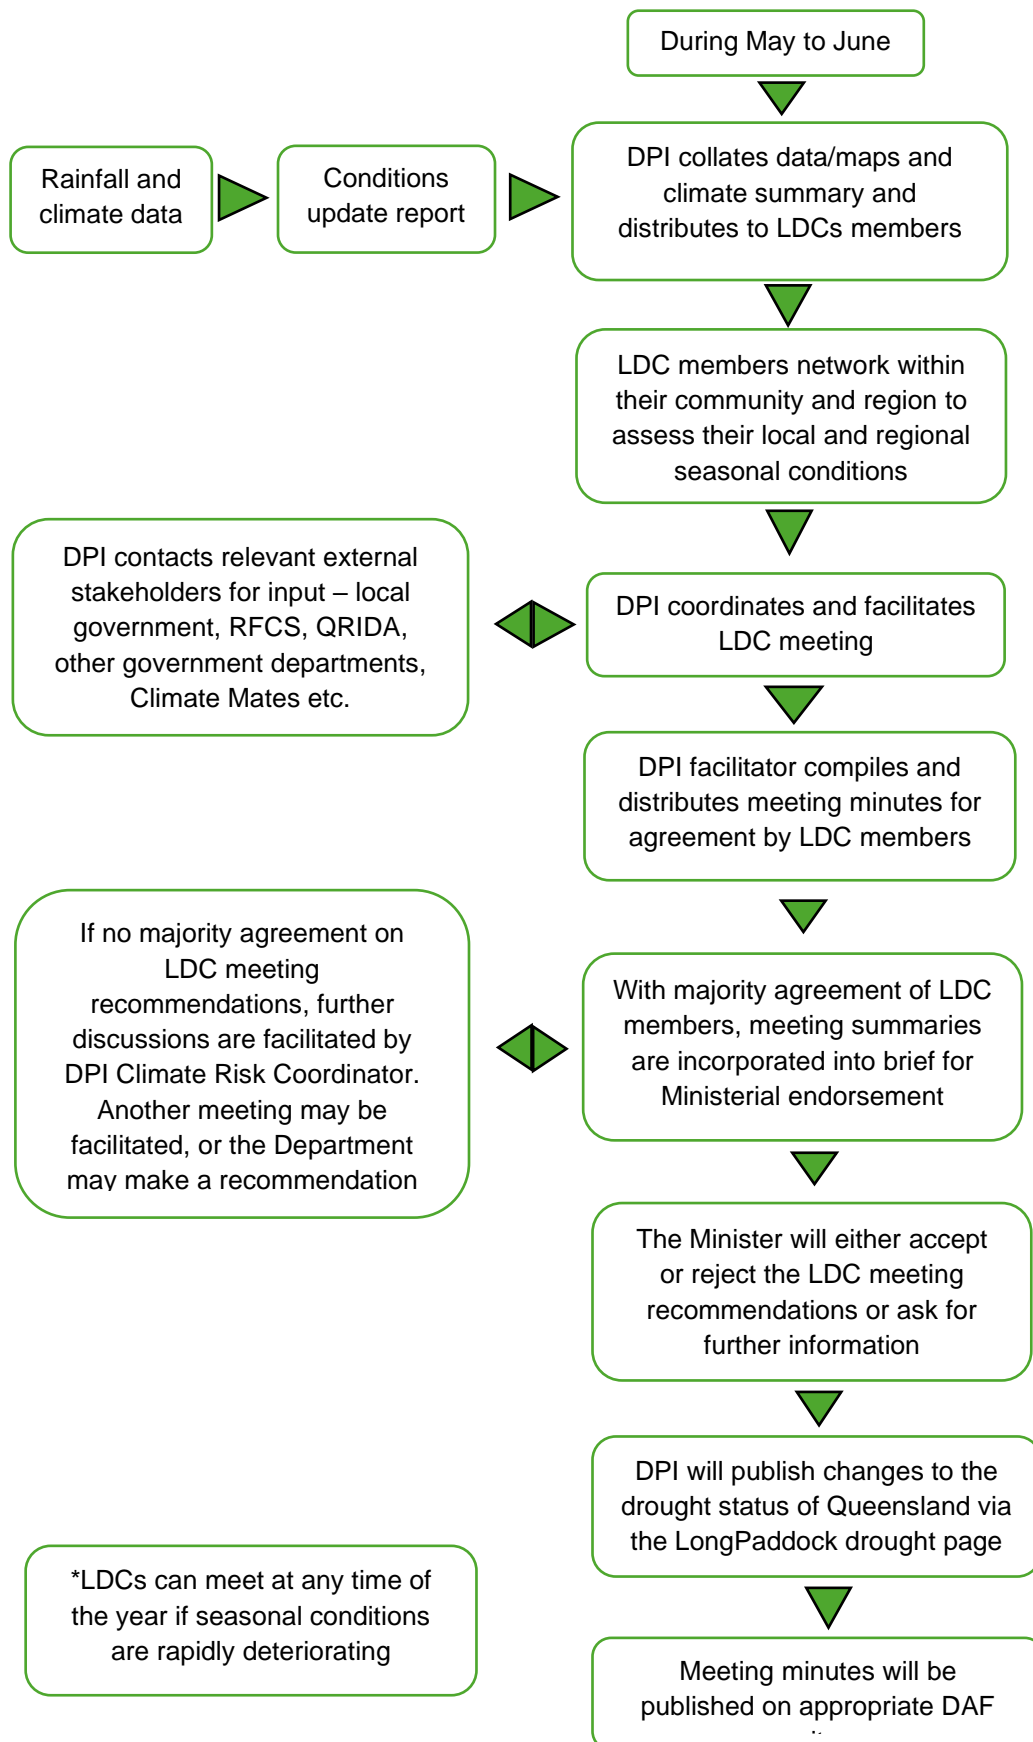 During May to June
Rainfall and
climate data
Conditions
update report
DPI collates data/maps and
climate summary and
distributes to LDCs members
LDC members network within
their community and region to
assess their local and regional
seasonal conditions
DPI contacts relevant external
stakeholders for input – local
government, RFCS, QRIDA,
other government departments,
Climate Mates etc.
DPI coordinates and facilitates
LDC meeting
DPI facilitator compiles and
distributes meeting minutes for
agreement by LDC members
If no majority agreement on
LDC meeting
recommendations, further
discussions are facilitated by
DPI Climate Risk Coordinator.
Another meeting may be
facilitated, or the Department
may make a recommendation
With majority agreement of LDC
members, meeting summaries
are incorporated into brief for
Ministerial endorsement
The Minister will either accept
or reject the LDC meeting
recommendations or ask for
further information
DPI will publish changes to the
drought status of Queensland via
the LongPaddock drought page
*LDCs can meet at any time of
the year if seasonal conditions
are rapidly deteriorating
Meeting minutes will be
published on appropriate DAF